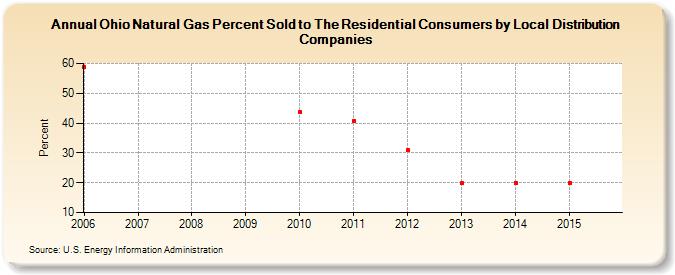 Annual Ohio Natural Gas Percent Sold to The Residential Consumers by Local Distribution
Companies
Percent
60
50
40
30
20
10
2006 2007 2008 2009 2010 2011 2012 2013 2014 2015
Source: U.S. Energy Information Administration